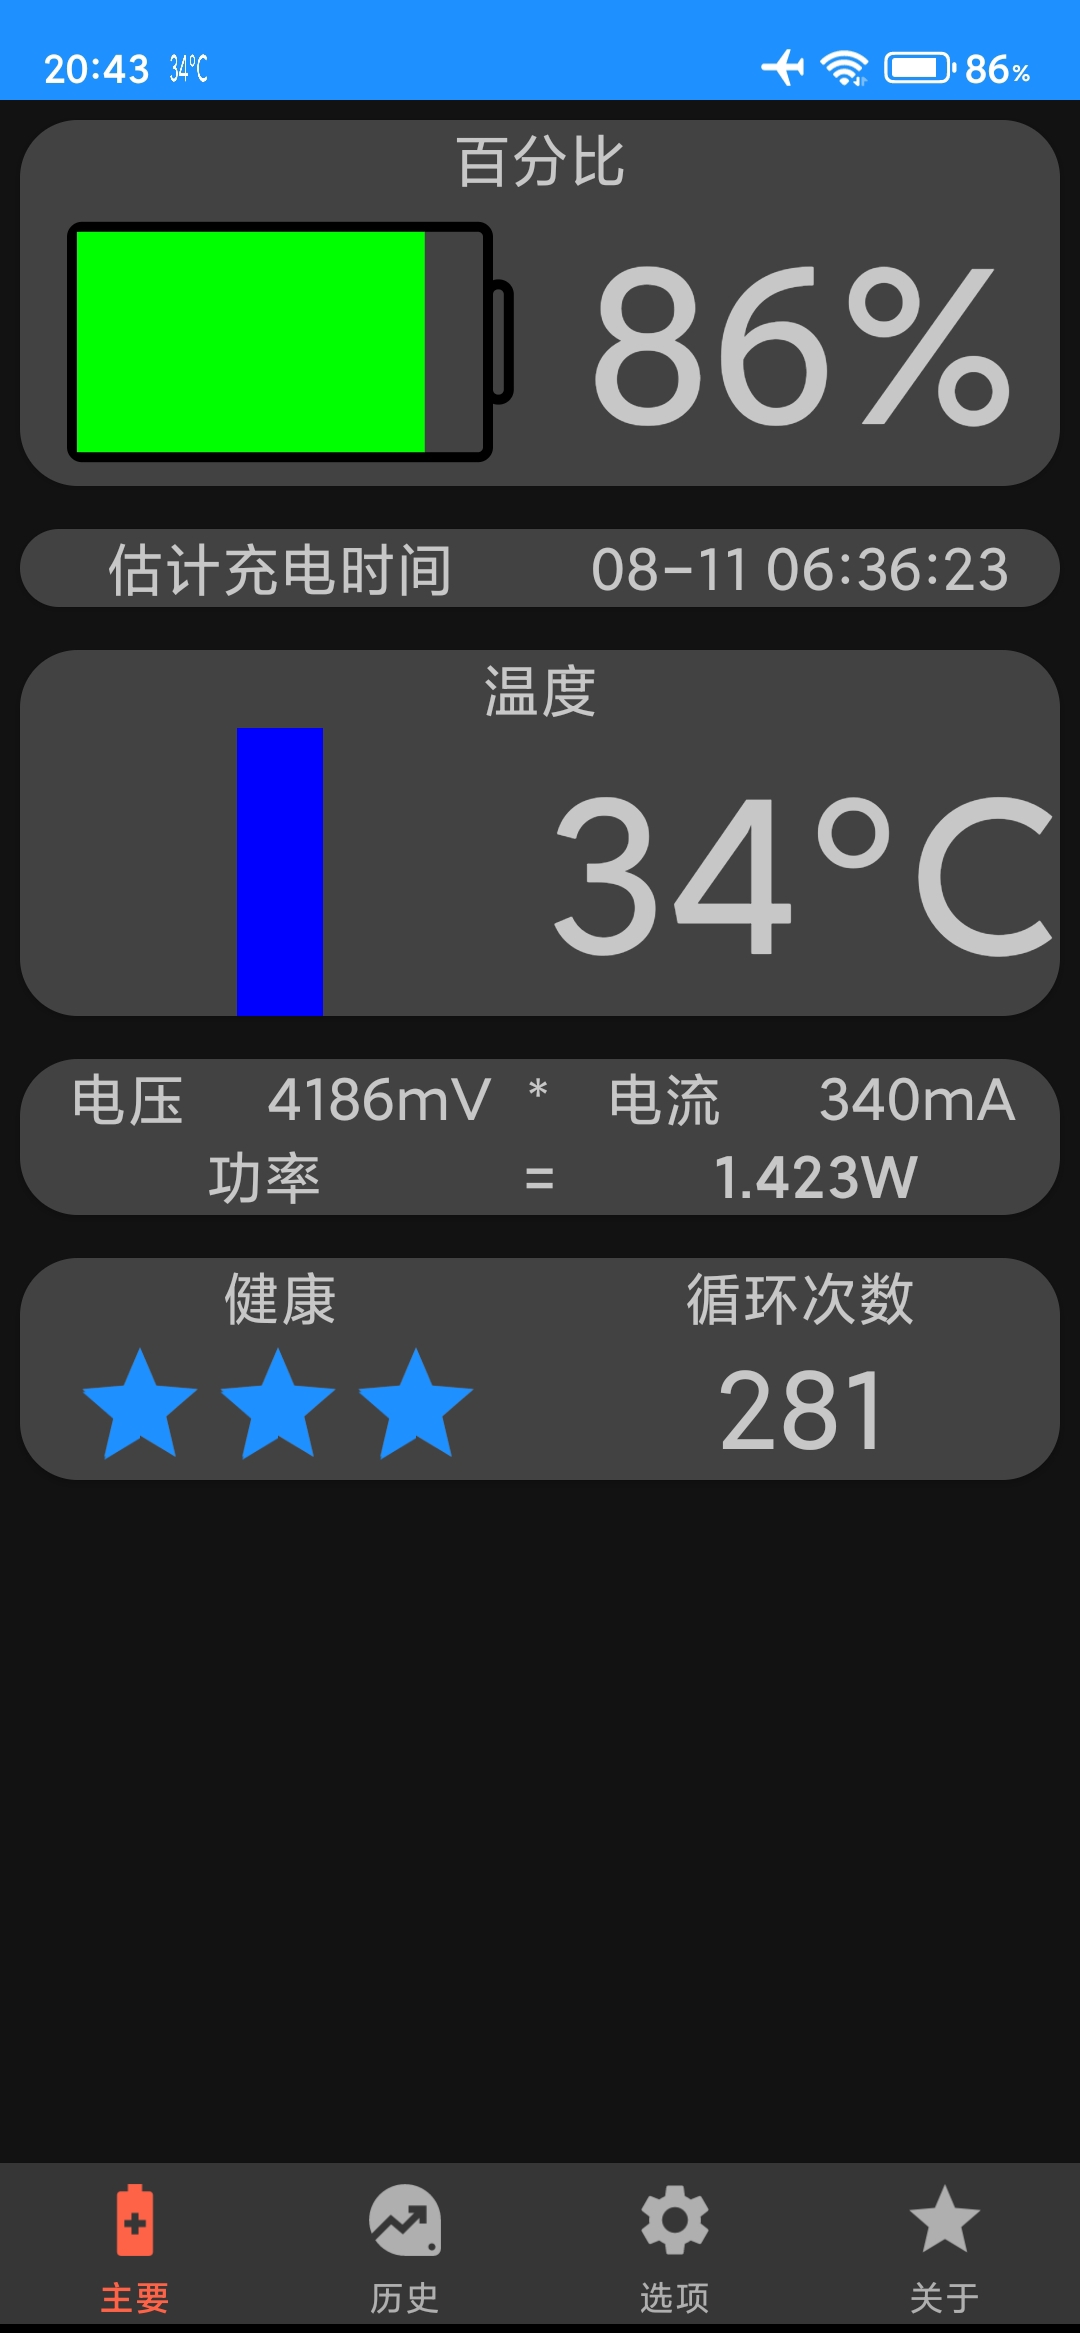 20:43 34°C 86%
百分比
86%
估计充电时间 08-11 06:36:23
温度
34°C
电压 4186mV * 电流 340mA
功率 = 1.423W
健康 循环次数
281
主要 历史 选项 关于